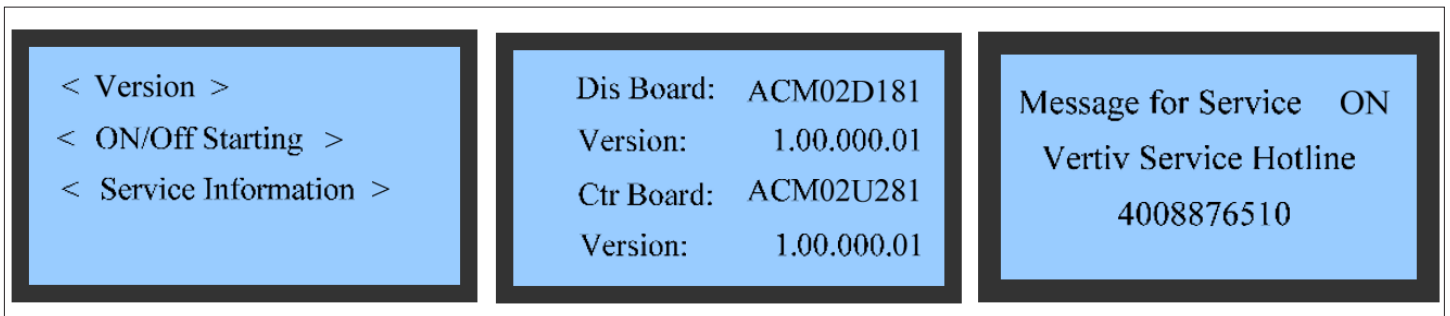 < Version >
< ON/Off Starting >
< Service Information >
Dis Board: ACM02D181
Version: 1.00.000.01
Ctr Board: ACM02U281
Version: 1.00.000.01
Message for Service ON
Vertiv Service Hotline
4008876510